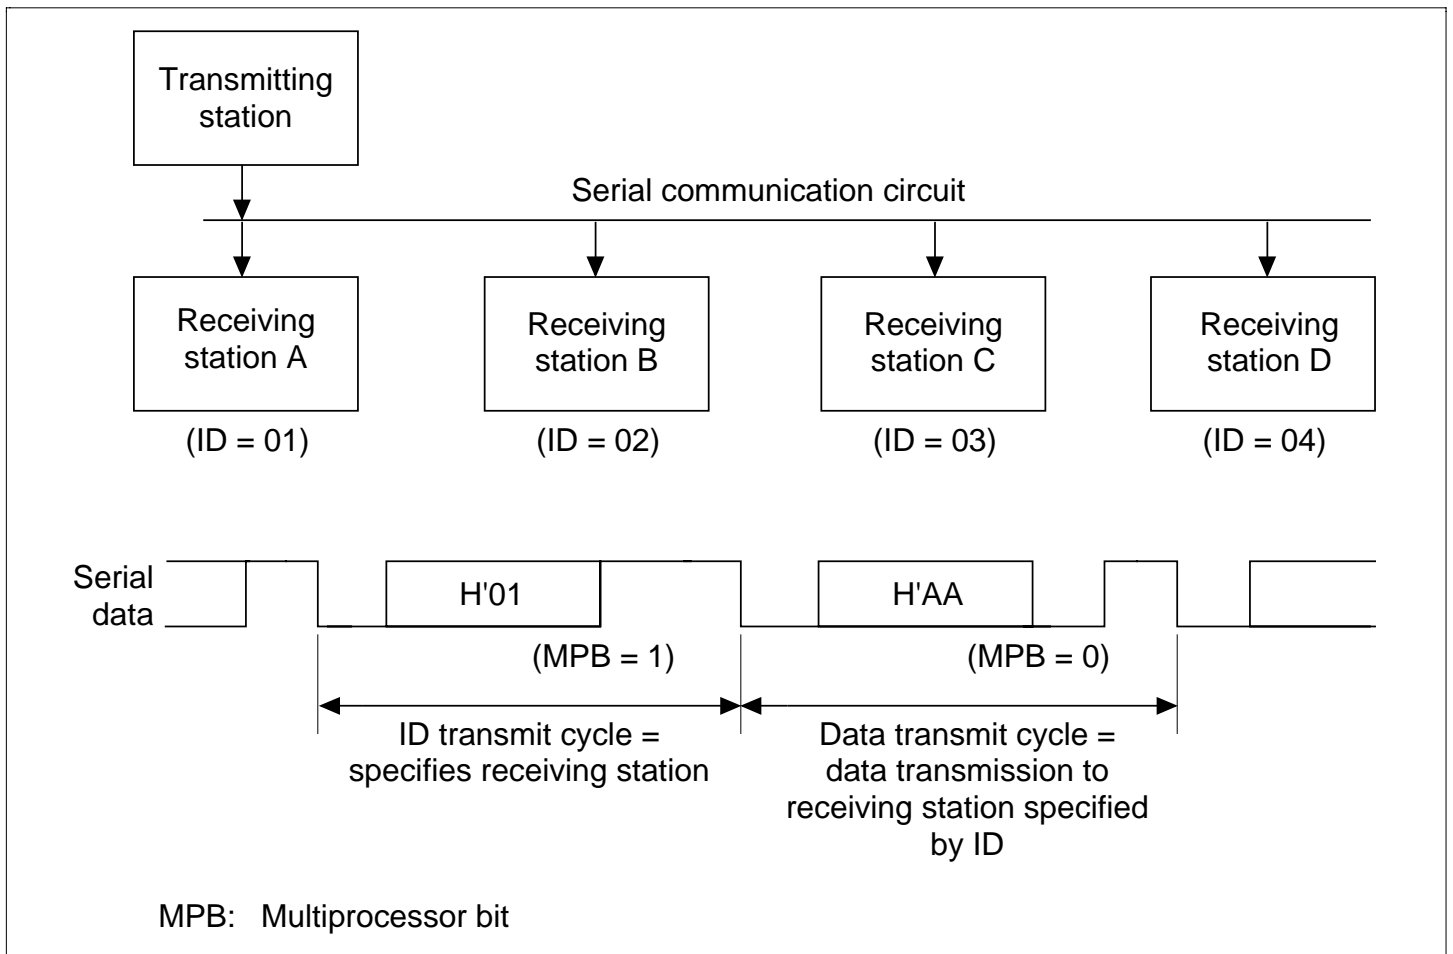 Transmitting
station
Serial communication circuit
Receiving
station A
Receiving
station B
Receiving
station C
Receiving
station D
(ID = 01)
(ID = 02)
(ID = 03)
(ID = 04)
Serial
data
H'01
H'AA
(MPB = 1)
(MPB = 0)
ID transmit cycle =
specifies receiving station
Data transmit cycle =
data transmission to
receiving station specified
by ID
MPB: Multiprocessor bit